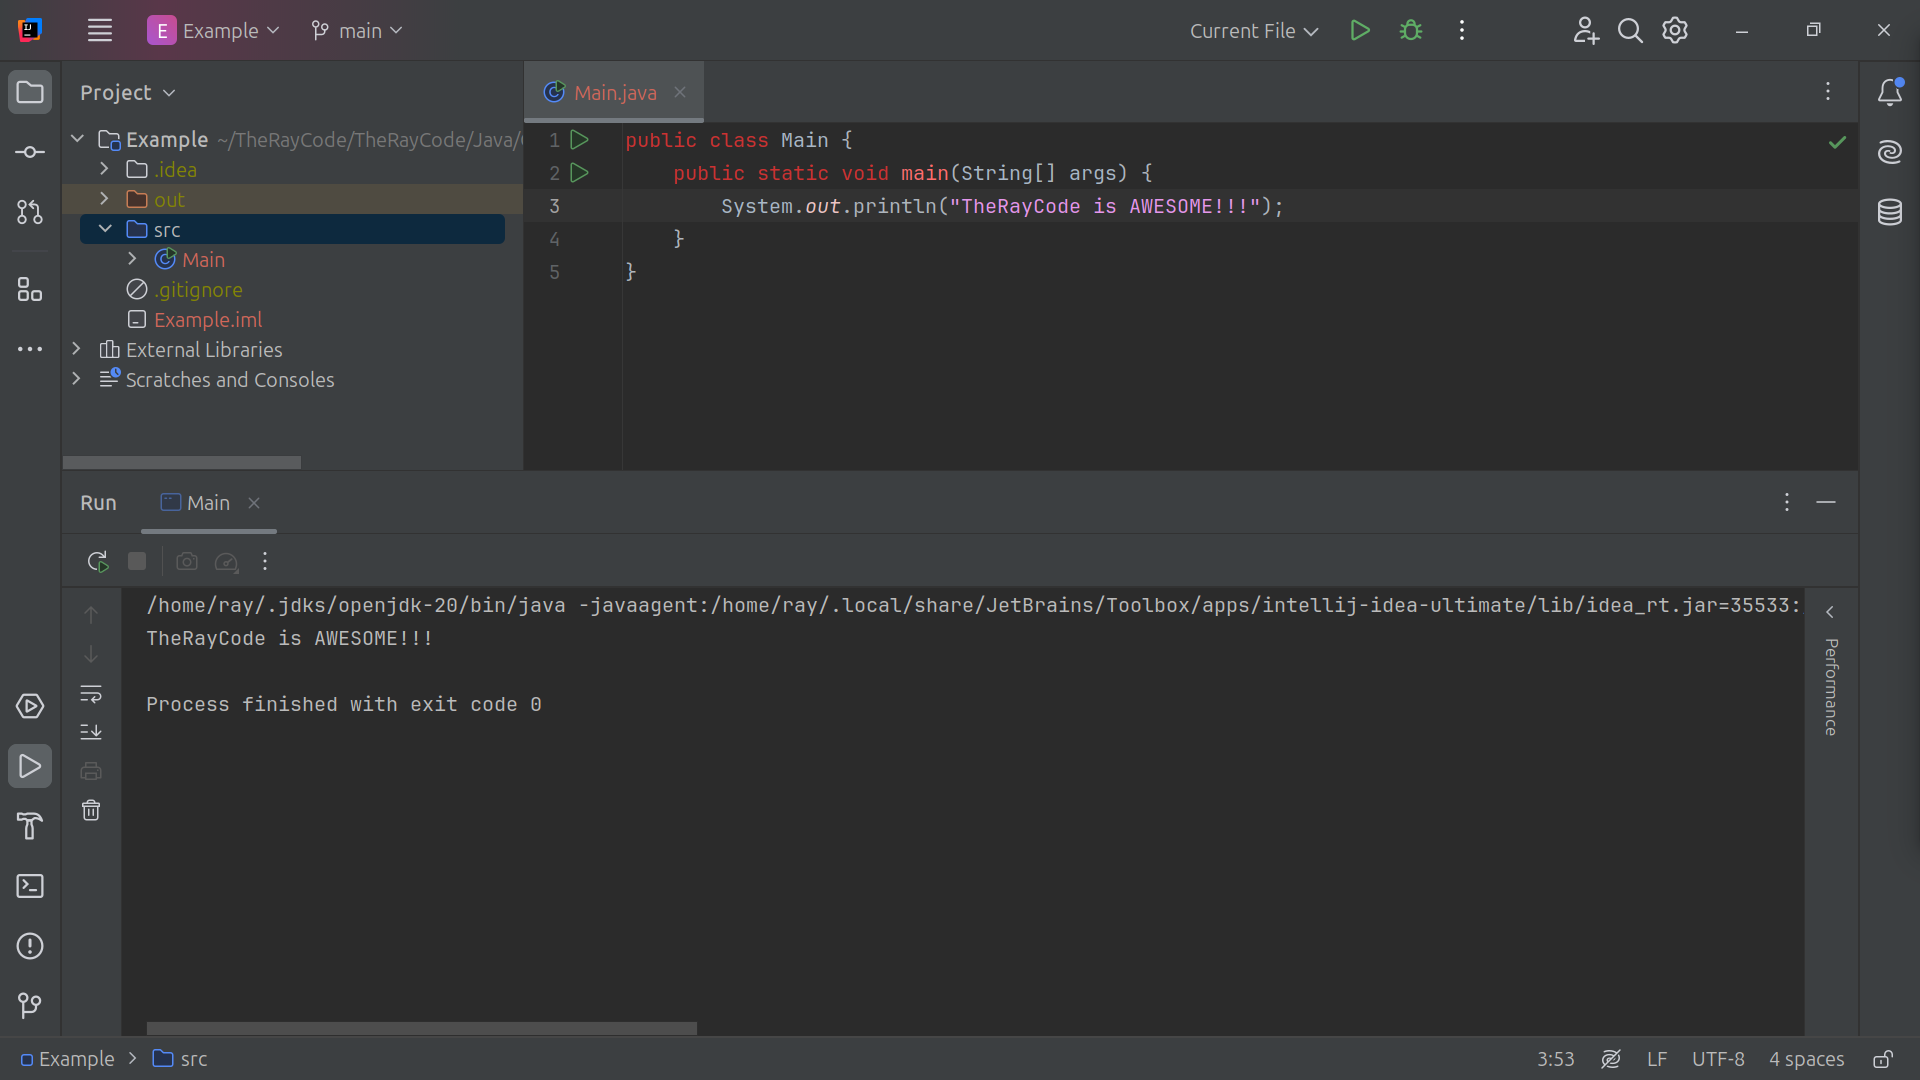 E Example main Current File
Project
Main.java
Example ~/TheRayCode/TheRayCode/Java/
.idea
out
src
Main
.gitignore
Example.iml
External Libraries
Scratches and Consoles
1 public class Main {
2 public static void main(String[] args) {
3 System.out.println("TheRayCode is AWESOME!!!");
4 }
5 }
Run Main
/home/ray/.jdks/openjdk-20/bin/java -javaagent:/home/ray/.local/share/JetBrains/Toolbox/apps/intellij-idea-ultimate/lib/idea_rt.jar=35533:
TheRayCode is AWESOME!!!
Process finished with exit code 0
Performance
Example > src 3:53 LF UTF-8 4 spaces